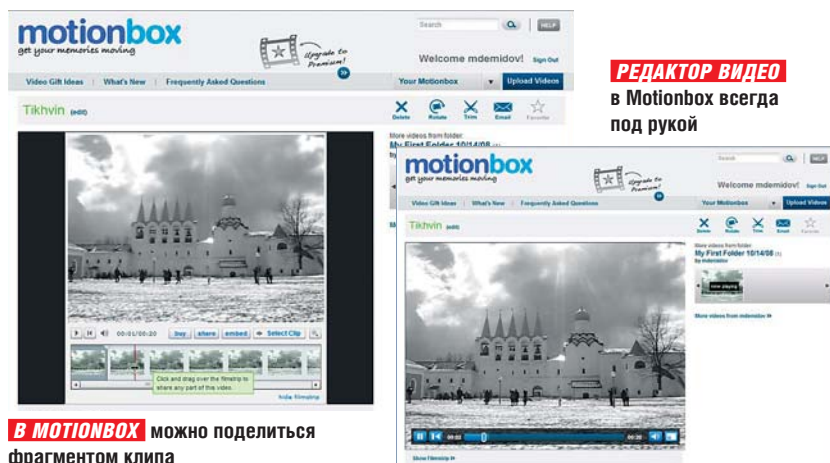 motionbox
get your memories moving
Upgrade to
Premium!
Search
HELP
Welcome mdemidov! Sign Out
Video Gift Ideas | What's New | Frequently Asked Questions
Your Motionbox
Upload Videos
Tikhvin (edit)
Delete Rotate Trim Email Favorite
More videos from folder:
My First Folder 10/14/08 (1)
00:01/00:20 buy share embed Select Clip
Click and drag over the filmstrip to
share any part of this video.
hide filmstrip
В MOTIONBOX можно поделиться
фрагментом клипа
РЕДАКТОР ВИДЕО
в Motionbox всегда
под рукой
motionbox
get your memories moving
Upgrade to
Premium!
Search
HELP
Welcome mdemidov! Sign Out
Video Gift Ideas | What's New | Frequently Asked Questions
Your Motionbox
Upload Videos
Tikhvin (edit)
Delete Rotate Trim Email Favorite
More videos from folder:
My First Folder 10/14/08 (1)
by mdemidov
now playing
More videos from mdemidov
00:02
00:20
Show Filmstrip